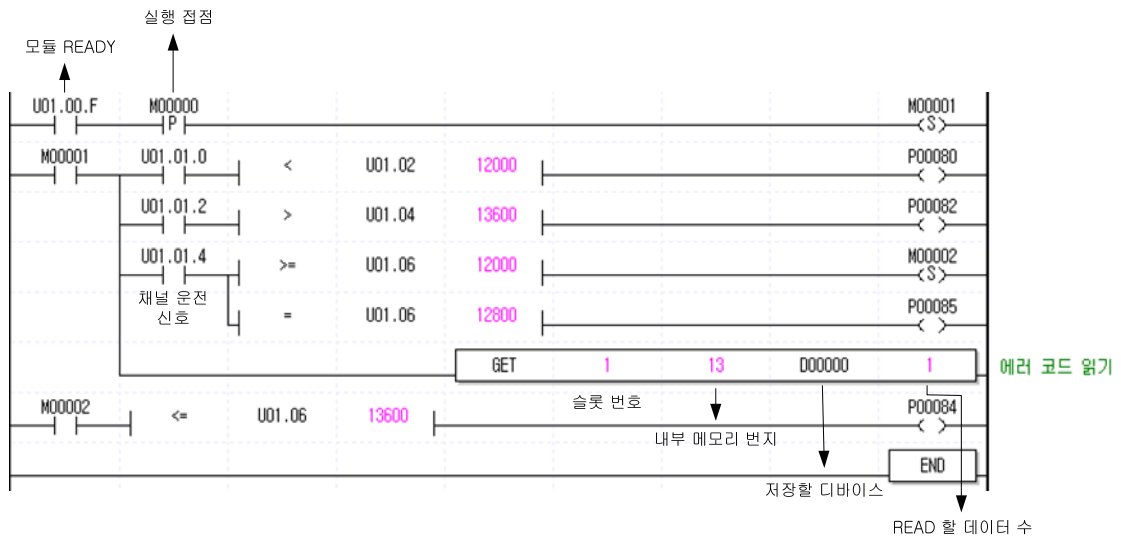 실행 접점
모듈 READY
U01.00.F M00000 M00001
P S
M00001 U01.01.0 < U01.02 12000 P00080
U01.01.2 > U01.04 13600 P00082
U01.01.4 >= U01.06 12000 M00002
S
채널 운전
신호
= U01.06 12800 P00085
GET 1 13 D00000 1 에러 코드 읽기
슬롯 번호
M00002 <= U01.06 13600 P00084
내부 메모리 번지
END
저장할 디바이스
READ 할 데이터 수